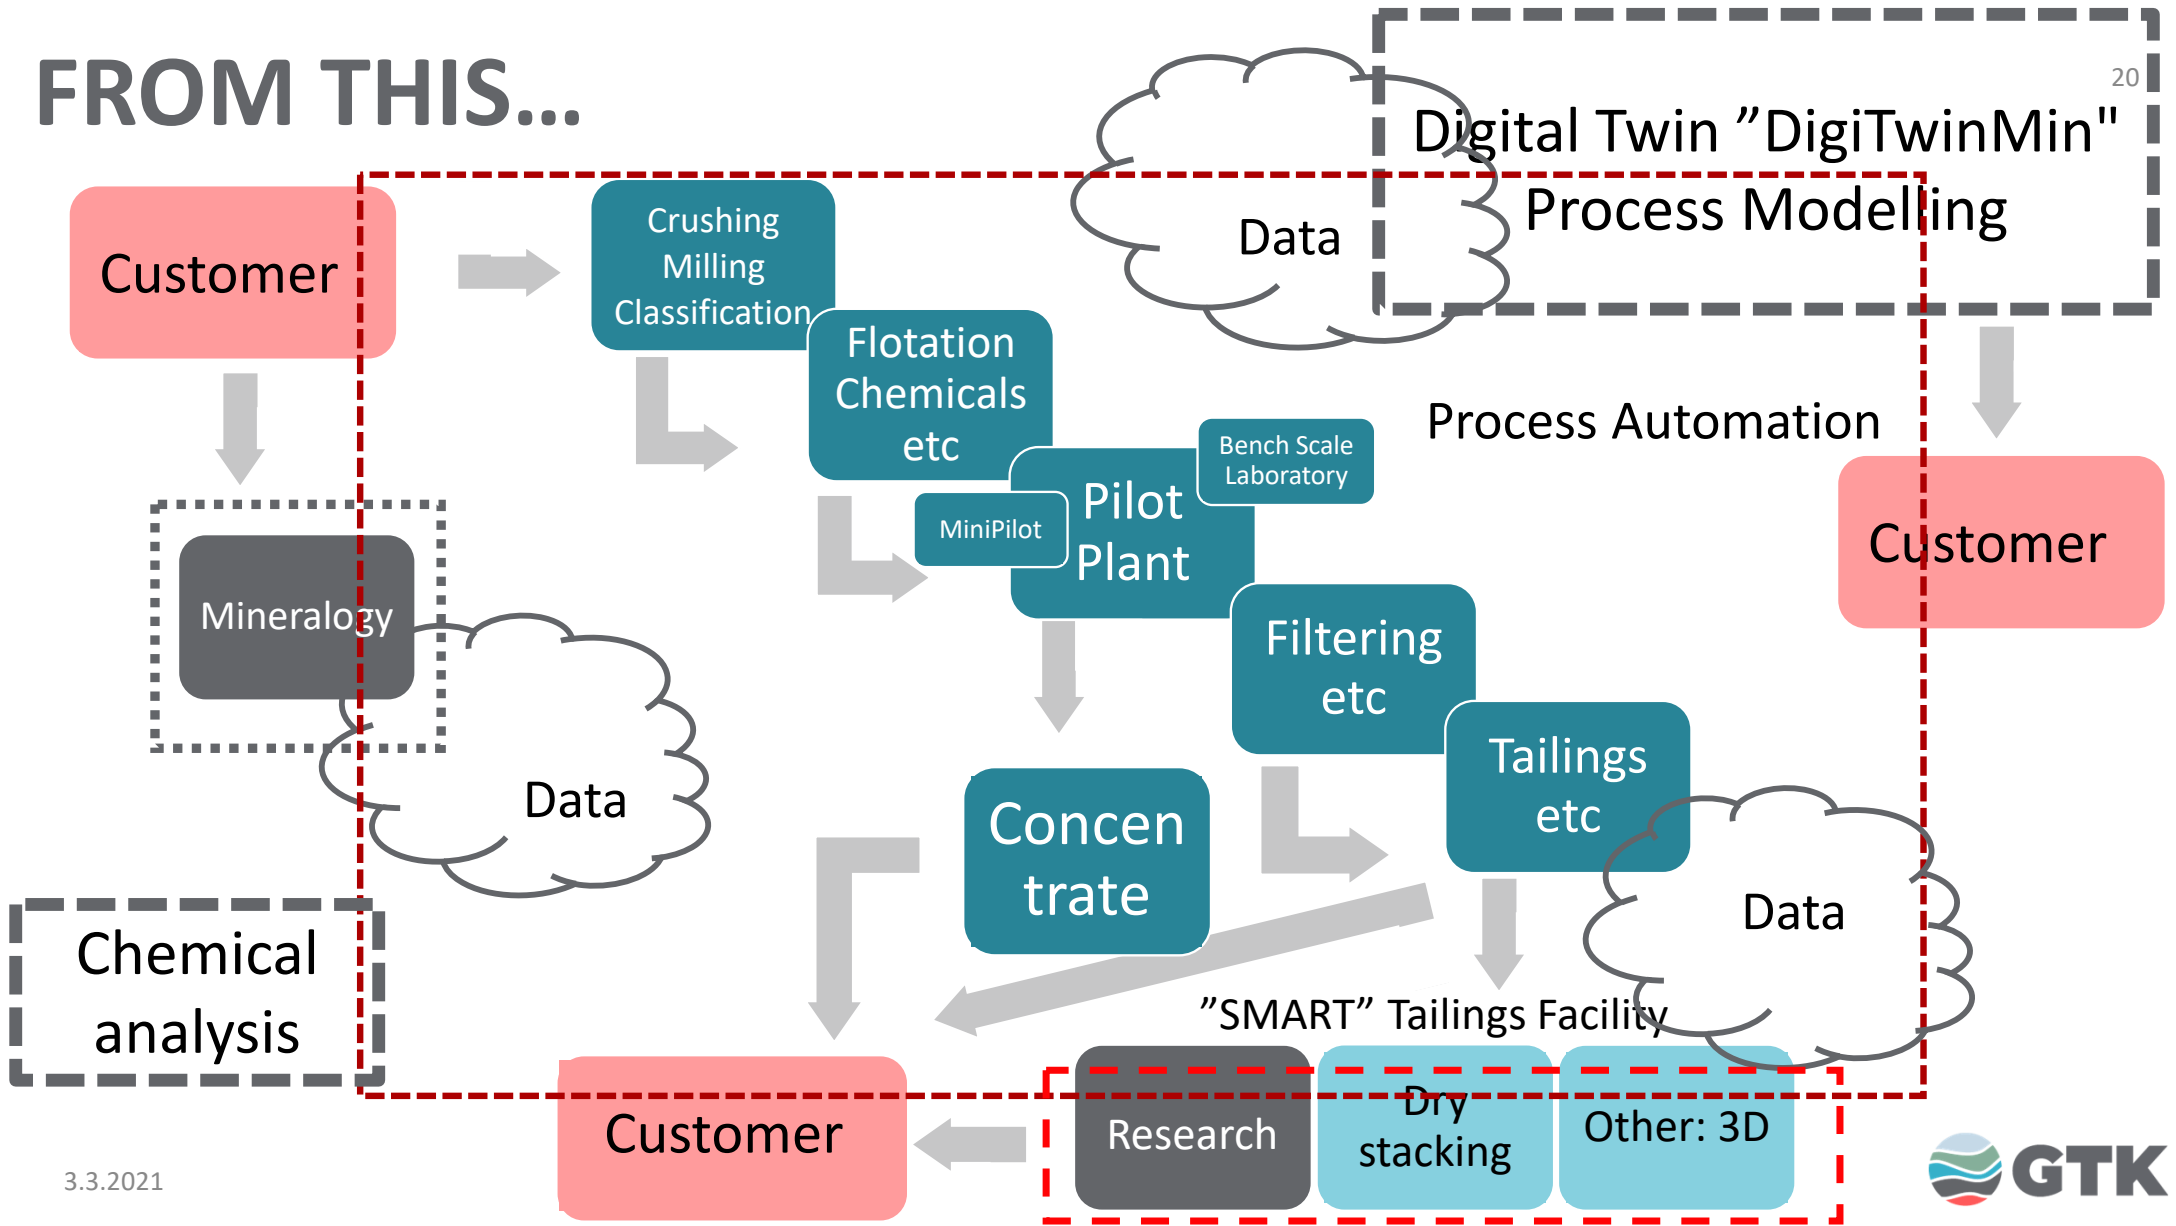 FROM THIS...
20
Digital Twin ”DigiTwinMin"
Process Modelling
Data
Customer
Crushing
Milling
Classification
Flotation
Chemicals
etc
Process Automation
Bench Scale
Laboratory
MiniPilot
Pilot
Plant
Customer
Mineralogy
Filtering
etc
Data
Tailings
etc
Concen
trate
Data
Chemical
analysis
”SMART” Tailings Facility
Customer
Research
Dry
stacking
Other: 3D
3.3.2021
GTK